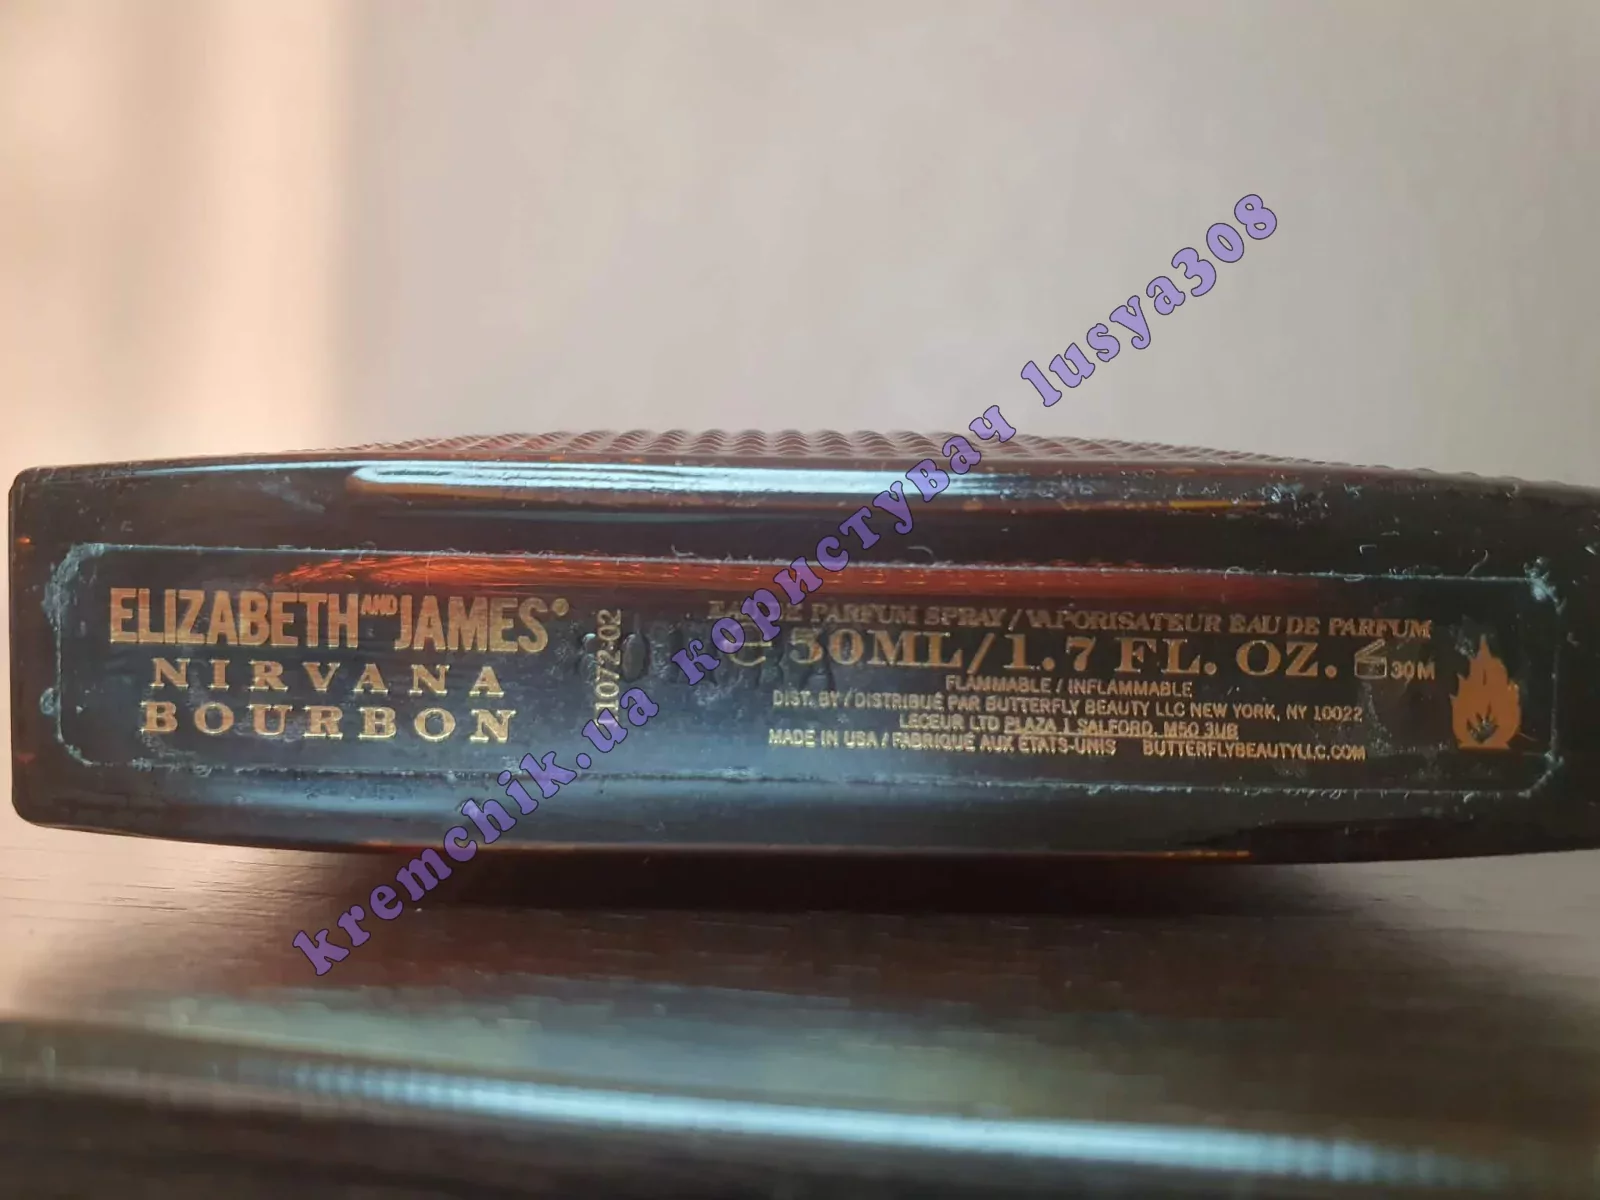 ELIZABETH AND JAMES
NIRVANA
BOURBON
EAU DE PARFUM SPRAY / VAPORISATEUR EAU DE PARFUM
50ML/1.7 FL. OZ. 30M
FLAMMABLE / INFLAMMABLE
DIST. BY / DISTRIBUÉ PAR BUTTERFLY BEAUTY LLC NEW YORK, NY 10022
LECEUR LTD PLAZA 1 SALFORD, M50 3UB
MADE IN USA / FABRIQUÉ AUX ÉTATS-UNIS BUTTERFLYBEAUTYLLC.COM
kremchik.ua користувач lusya308